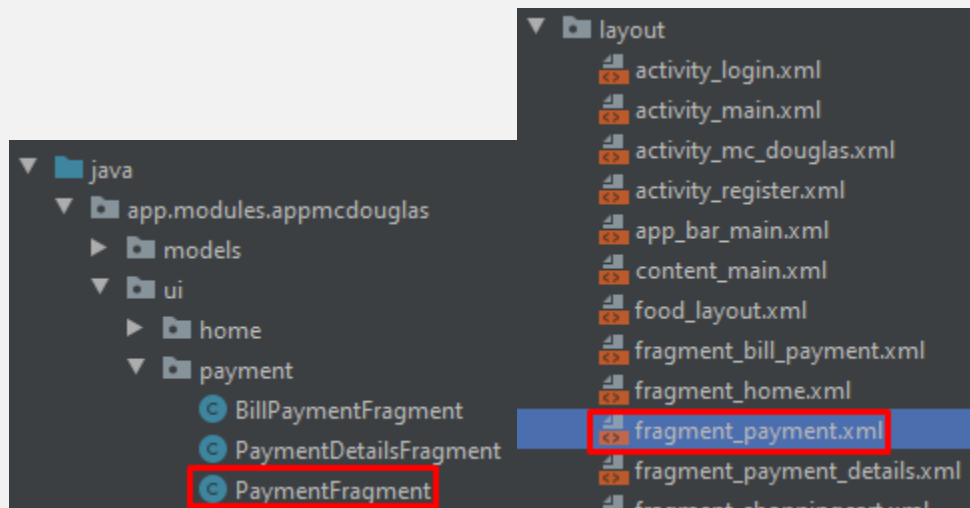 java
app.modules.appmcdouglas
models
ui
home
payment
BillPaymentFragment
PaymentDetailsFragment
PaymentFragment
layout
activity_login.xml
activity_main.xml
activity_mc_douglas.xml
activity_register.xml
app_bar_main.xml
content_main.xml
food_layout.xml
fragment_bill_payment.xml
fragment_home.xml
fragment_payment.xml
fragment_payment_details.xml